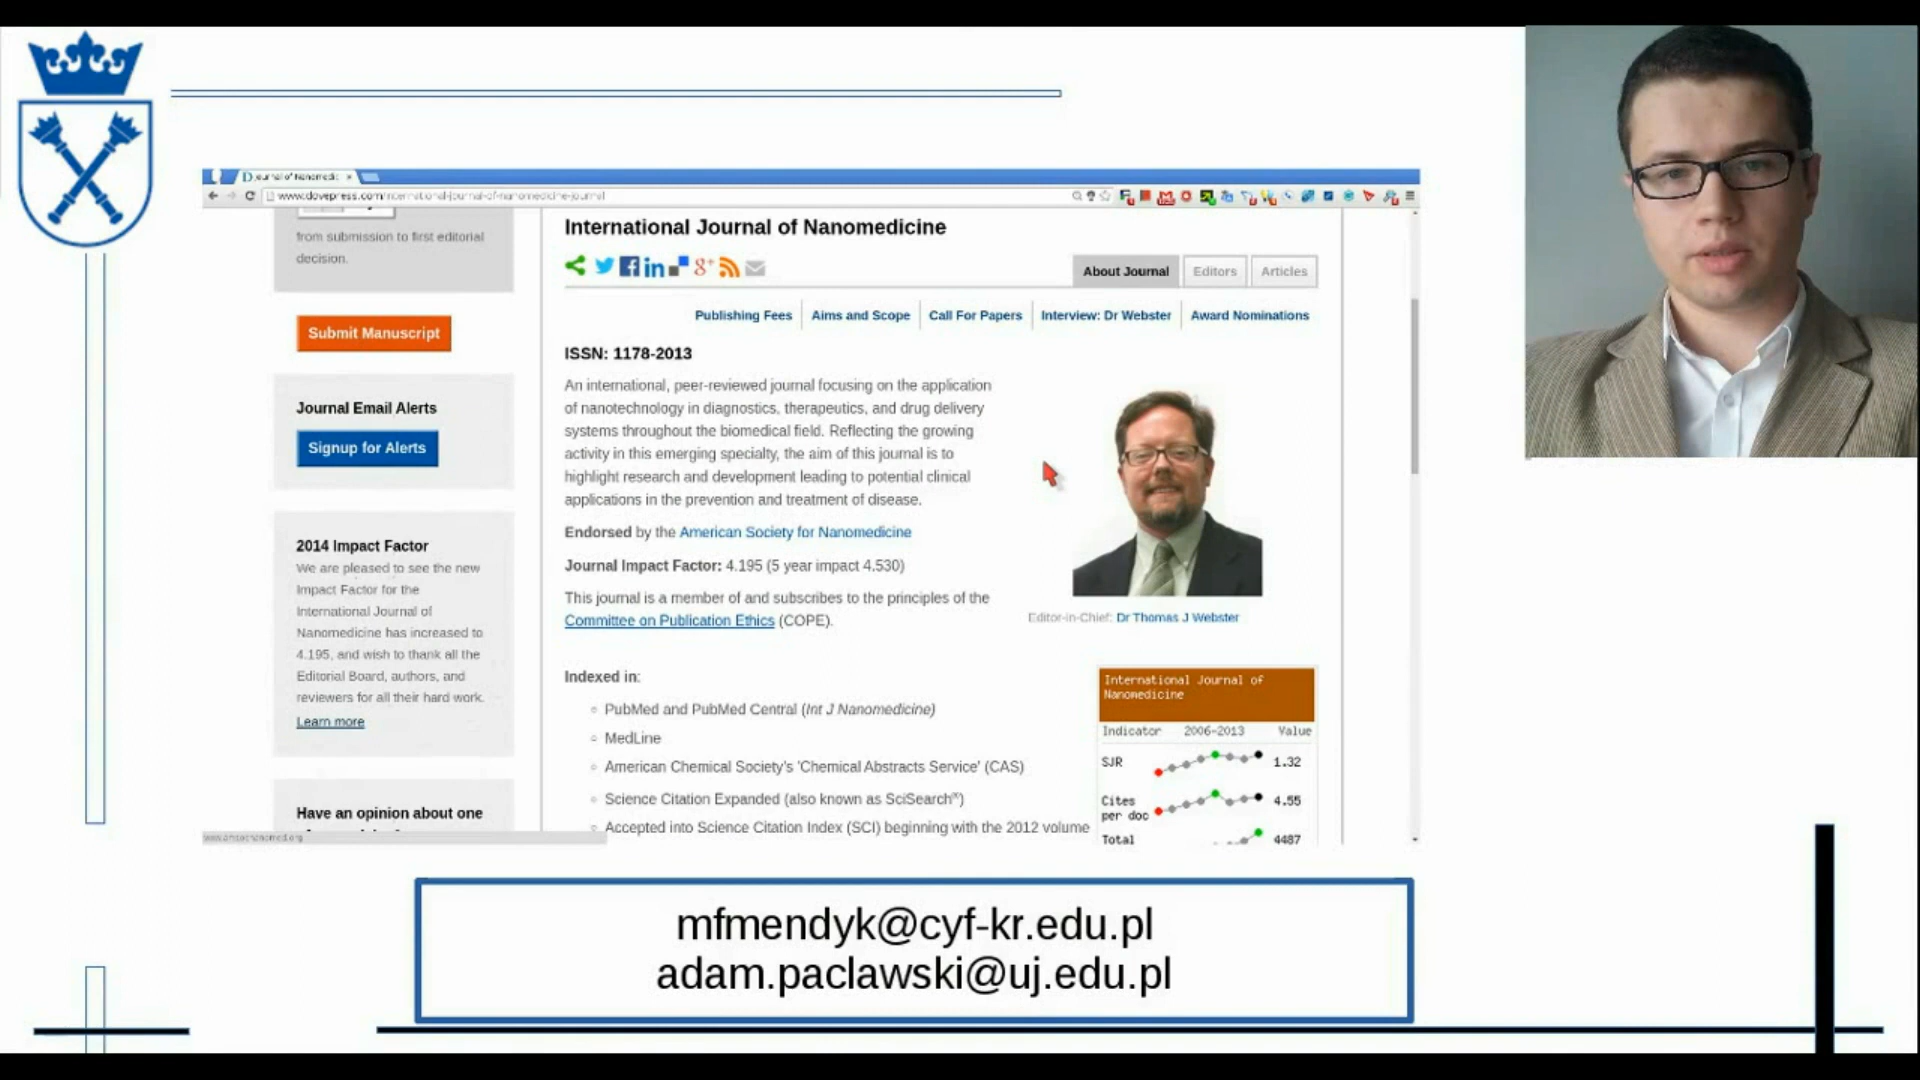 Journal of Nanomedic
www.dovepress.com/international-journal-of-nanomedicine-journal
from submission to first editorial
decision.
Submit Manuscript
Journal Email Alerts
Signup for Alerts
2014 Impact Factor
We are pleased to see the new
Impact Factor for the
International Journal of
Nanomedicine has increased to
4.195, and wish to thank all the
Editorial Board, authors, and
reviewers for all their hard work.
Learn more
Have an opinion about one
International Journal of Nanomedicine
About Journal
Editors
Articles
Publishing Fees
Aims and Scope
Call For Papers
Interview: Dr Webster
Award Nominations
ISSN: 1178-2013
An international, peer-reviewed journal focusing on the application
of nanotechnology in diagnostics, therapeutics, and drug delivery
systems throughout the biomedical field. Reflecting the growing
activity in this emerging specialty, the aim of this journal is to
highlight research and development leading to potential clinical
applications in the prevention and treatment of disease.
Endorsed by the American Society for Nanomedicine
Journal Impact Factor: 4.195 (5 year impact 4.530)
This journal is a member of and subscribes to the principles of the
Committee on Publication Ethics (COPE).
Editor-in-Chief: Dr Thomas J Webster
Indexed in:
PubMed and PubMed Central (Int J Nanomedicine)
MedLine
American Chemical Society's 'Chemical Abstracts Service' (CAS)
Science Citation Expanded (also known as SciSearch®)
Accepted into Science Citation Index (SCI) beginning with the 2012 volume
International Journal of
Nanomedicine
Indicator 2006-2013 Value
SJR 1.32
Cites
per doc 4.55
Total 4487
mfmendyk@cyf-kr.edu.pl
adam.paclawski@uj.edu.pl